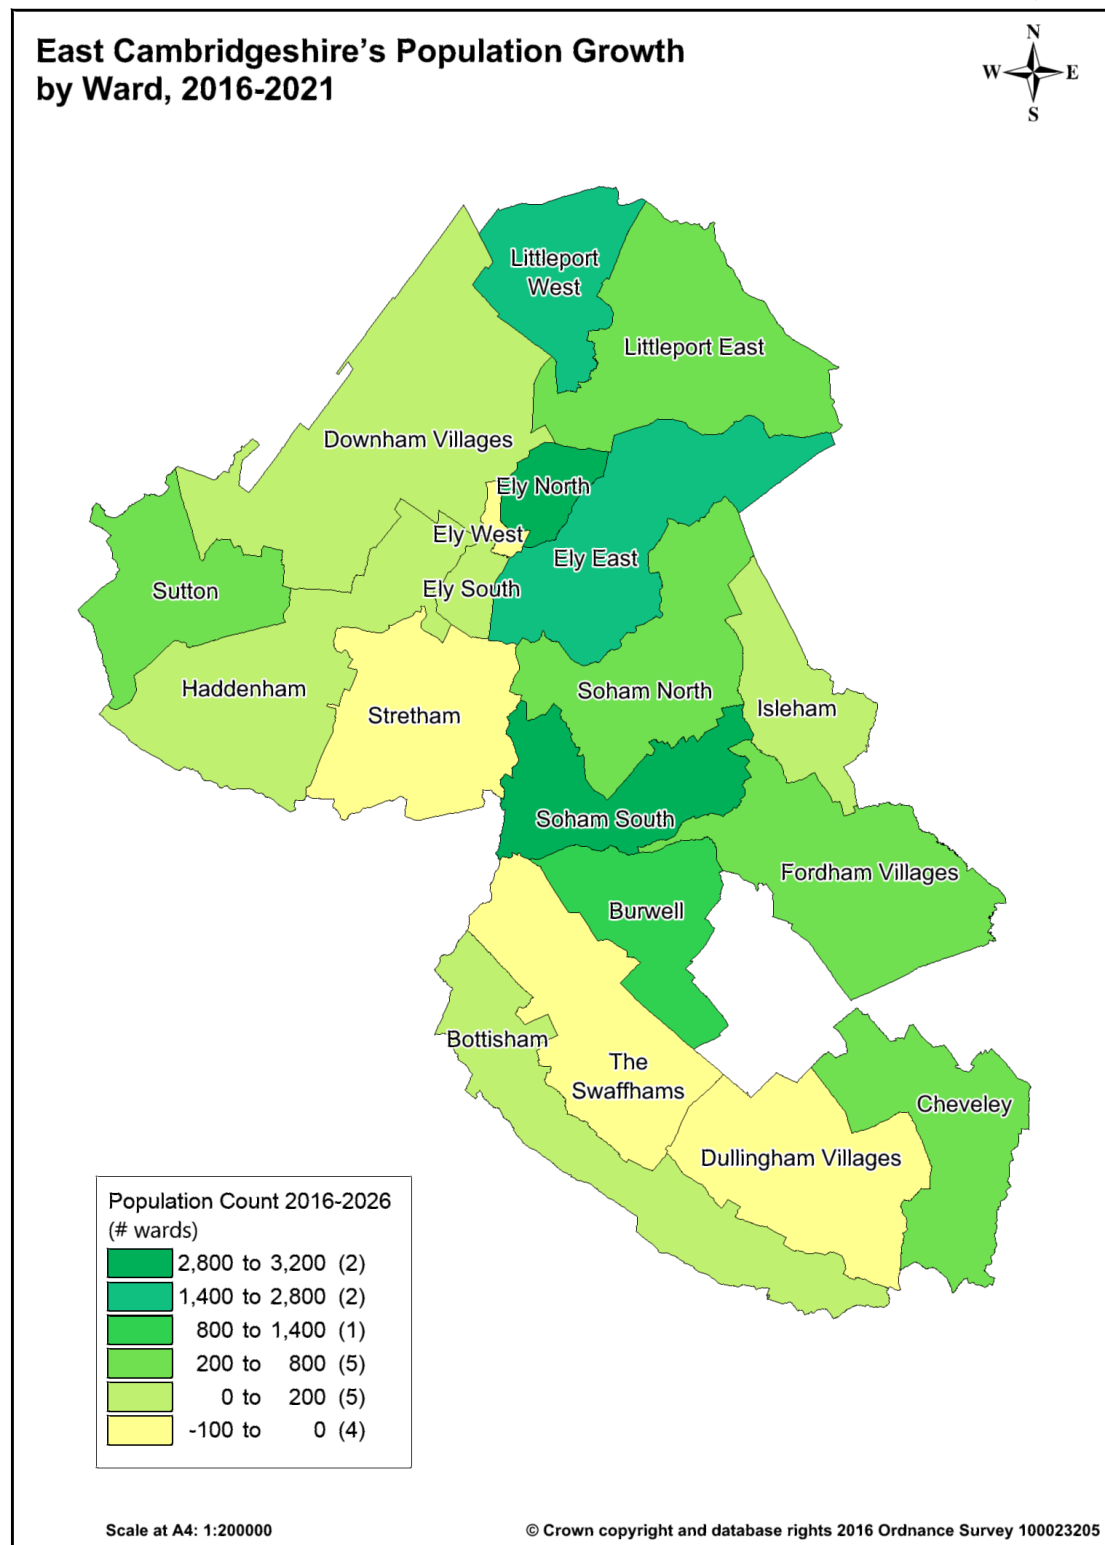 East Cambridgeshire's Population Growth
by Ward, 2016-2021
N
W E
S
Littleport
West
Littleport East
Downham Villages
Ely North
Ely West
Ely East
Ely South
Sutton
Haddenham
Stretham
Soham North
Isleham
Soham South
Fordham Villages
Burwell
Bottisham
The
Swaffhams
Cheveley
Dullingham Villages
Population Count 2016-2026
(# wards)
2,800 to 3,200 (2)
1,400 to 2,800 (2)
800 to 1,400 (1)
200 to 800 (5)
0 to 200 (5)
-100 to 0 (4)
Scale at A4: 1:200000
© Crown copyright and database rights 2016 Ordnance Survey 100023205